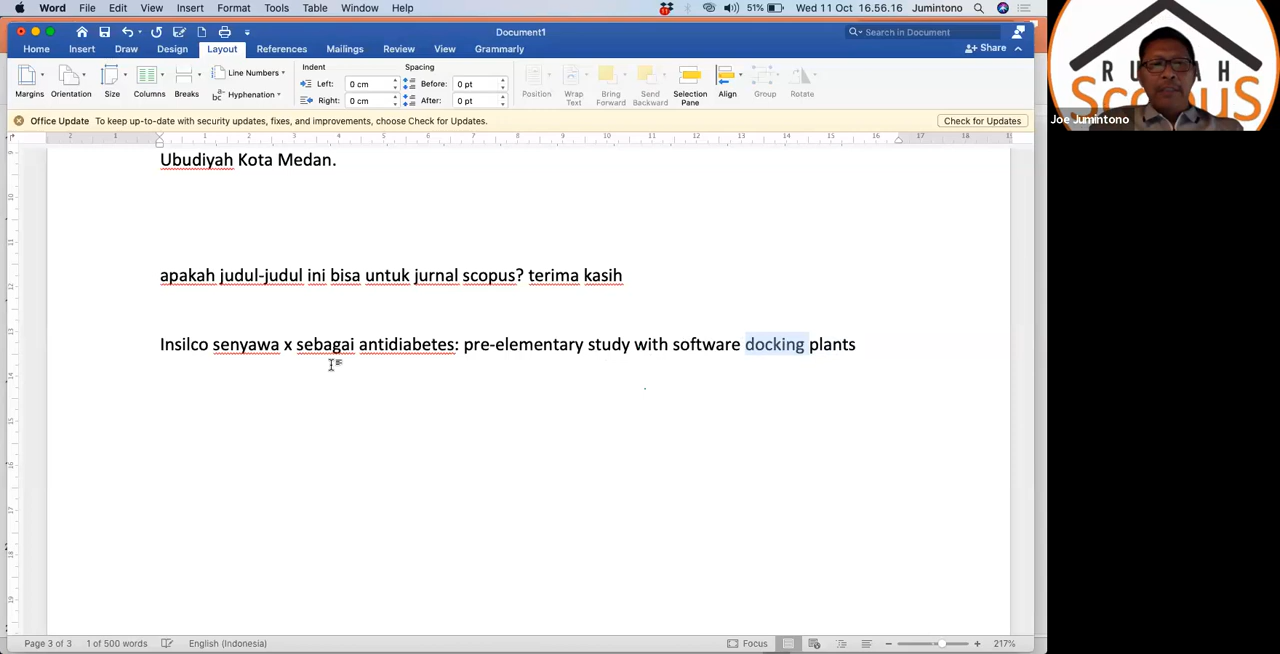 Word File Edit View Insert Format Tools Table Window Help 51% Wed 11 Oct 16.56.16 Jumintono
Document1
Search in Document
Home Insert Draw Design Layout References Mailings Review View Grammarly
Share
Indent Spacing
Line Numbers
Left: 0 cm Before: 0 pt
Hyphenation
Right: 0 cm After: 0 pt
Margins Orientation Size Columns Breaks Position Wrap Text Bring Forward Send Backward Selection Pane Align Group Rotate
Office Update To keep up-to-date with security updates, fixes, and improvements, choose Check for Updates. Check for Updates
Ubudiyah Kota Medan.
apakah judul-judul ini bisa untuk jurnal scopus? terima kasih
Insilco senyawa x sebagai antidiabetes: pre-elementary study with software docking plants
Page 3 of 3 1 of 500 words English (Indonesia) Focus 217%
Joe Jumintono